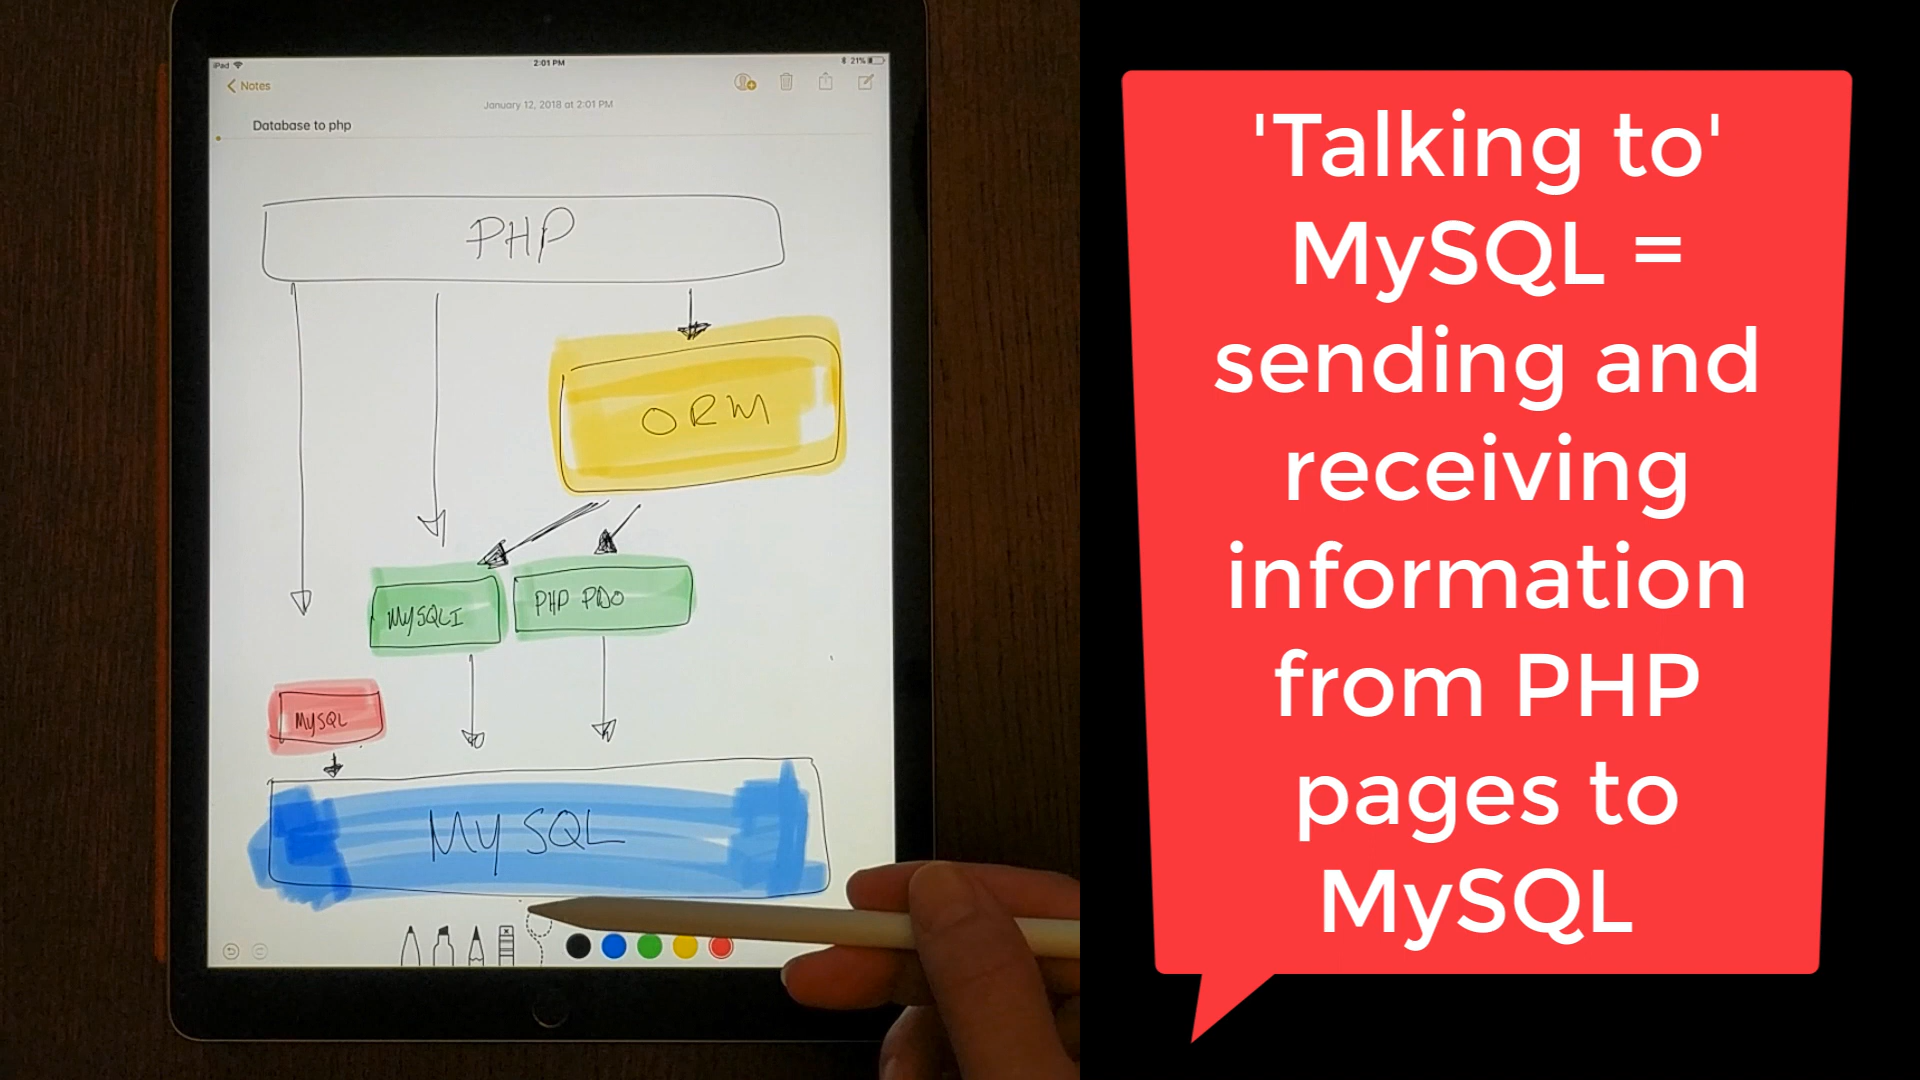 iPad
2:01 PM
21%
Notes
January 12, 2018 at 2:01 PM
Database to php
PHP
ORM
MYSQLI
PHP PDO
MYSQL
MY SQL
'Talking to'
MySQL =
sending and
receiving
information
from PHP
pages to
MySQL